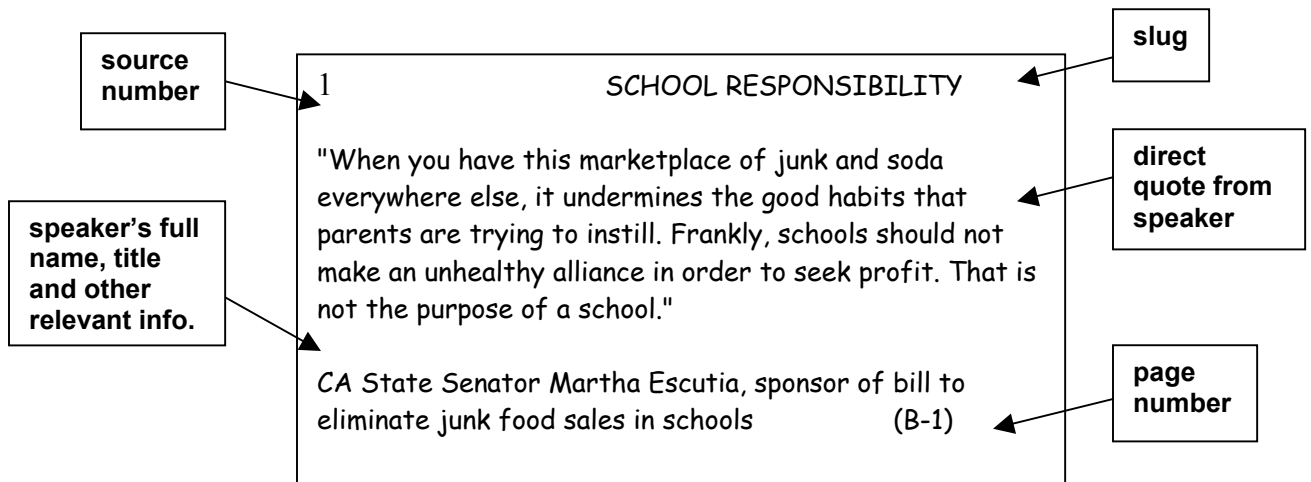 source
number
slug
1 SCHOOL RESPONSIBILITY
"When you have this marketplace of junk and soda
everywhere else, it undermines the good habits that
parents are trying to instill. Frankly, schools should not
make an unhealthy alliance in order to seek profit. That is
not the purpose of a school."
direct
quote from
speaker
speaker’s full
name, title
and other
relevant info.
CA State Senator Martha Escutia, sponsor of bill to
eliminate junk food sales in schools (B-1)
page
number